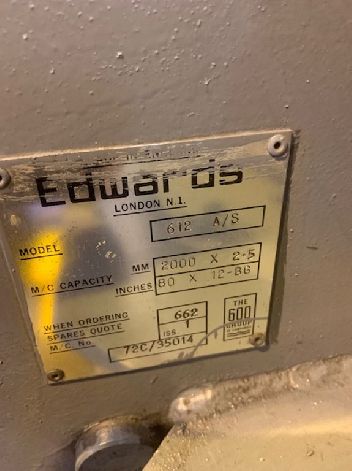 Edwards
LONDON N.1.
MODEL 612 A/S
M/C CAPACITY MM 2000 X 2·5
INCHES 80 X 12-BG
WHEN ORDERING SPARES QUOTE 662 ISS 1
M/C. No. 72C/35014
THE 600 GROUP